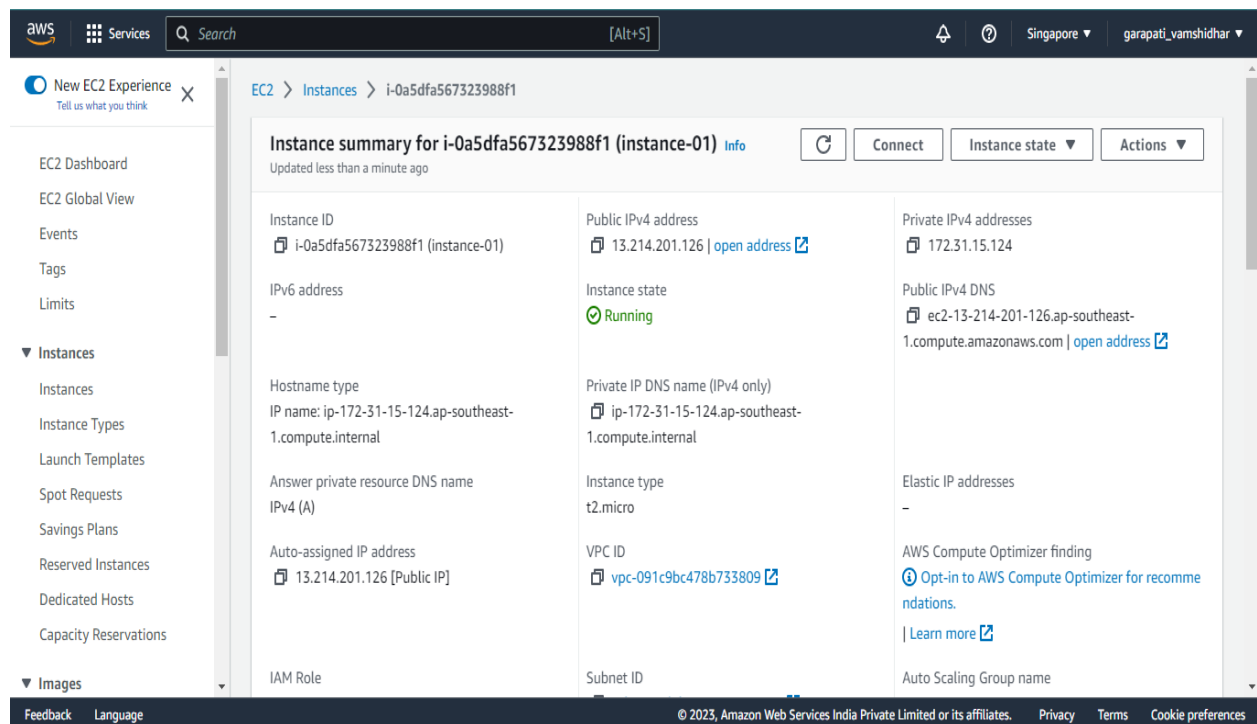 aws
Services
Search
[Alt+S]
Singapore ▼
garapati_vamshidhar ▼
New EC2 Experience
Tell us what you think
EC2 Dashboard
EC2 Global View
Events
Tags
Limits
▼ Instances
Instances
Instance Types
Launch Templates
Spot Requests
Savings Plans
Reserved Instances
Dedicated Hosts
Capacity Reservations
▼ Images
EC2 > Instances > i-0a5dfa567323988f1
Instance summary for i-0a5dfa567323988f1 (instance-01) Info
Updated less than a minute ago
Connect
Instance state ▼
Actions ▼
Instance ID
i-0a5dfa567323988f1 (instance-01)
Public IPv4 address
13.214.201.126 | open address
Private IPv4 addresses
172.31.15.124
IPv6 address
–
Instance state
Running
Public IPv4 DNS
ec2-13-214-201-126.ap-southeast-
1.compute.amazonaws.com | open address
Hostname type
IP name: ip-172-31-15-124.ap-southeast-
1.compute.internal
Private IP DNS name (IPv4 only)
ip-172-31-15-124.ap-southeast-
1.compute.internal
Answer private resource DNS name
IPv4 (A)
Instance type
t2.micro
Elastic IP addresses
–
Auto-assigned IP address
13.214.201.126 [Public IP]
VPC ID
vpc-091c9bc478b733809
AWS Compute Optimizer finding
Opt-in to AWS Compute Optimizer for recomme
ndations.
| Learn more
IAM Role
Subnet ID
Auto Scaling Group name
Feedback
Language
© 2023, Amazon Web Services India Private Limited or its affiliates.
Privacy
Terms
Cookie preferences